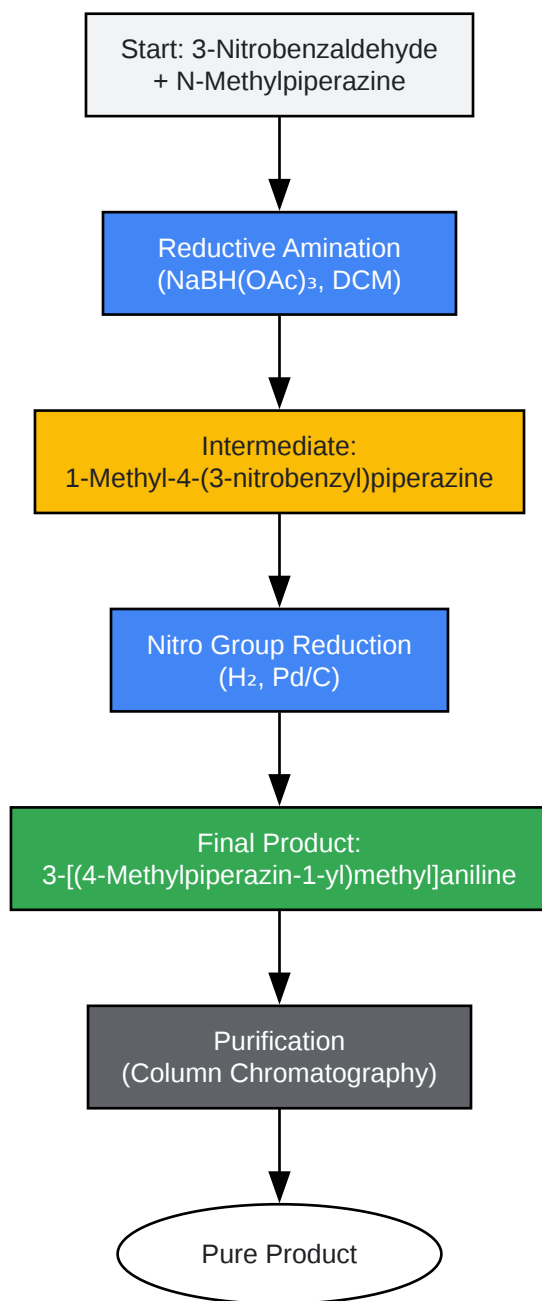 Start: 3-Nitrobenzaldehyde
+ N-Methylpiperazine
Reductive Amination
(NaBH(OAc)₃, DCM)
Intermediate:
1-Methyl-4-(3-nitrobenzyl)piperazine
Nitro Group Reduction
(H₂, Pd/C)
Final Product:
3-[(4-Methylpiperazin-1-yl)methyl]aniline
Purification
(Column Chromatography)
Pure Product